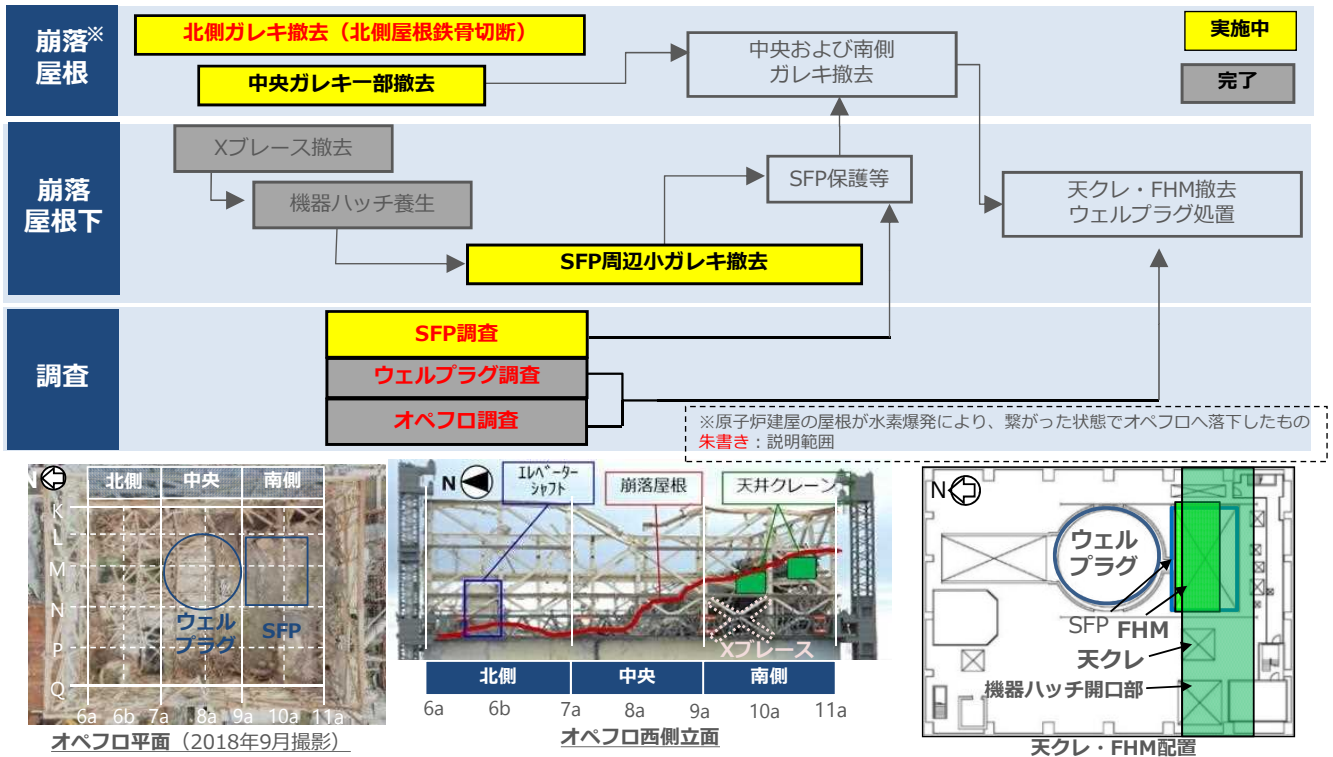 崩落※
屋根
北側ガレキ撤去（北側屋根鉄骨切断）
中央ガレキ一部撤去
中央および南側
ガレキ撤去
実施中
完了
崩落
屋根下
Xブレース撤去
機器ハッチ養生
SFP周辺小ガレキ撤去
SFP保護等
天クレ・FHM撤去
ウェルプラグ処置
調査
SFP調査
ウェルプラグ調査
オペフロ調査
※原子炉建屋の屋根が水素爆発により、繋がった状態でオペフロへ落下したもの
朱書き：説明範囲
N
北側 中央 南側
K
L
M
N
P
Q
ウェル
プラグ
SFP
6a 6b 7a 8a 9a 10a 11a
オペフロ平面（2018年9月撮影）
N
ｴﾚﾍﾞｰﾀｰ
ｼｬﾌﾄ
崩落屋根
天井クレーン
Xブレース
北側 中央 南側
6a 6b 7a 8a 9a 10a 11a
オペフロ西側立面
N
ウェル
プラグ
SFP FHM
天クレ
機器ハッチ開口部
天クレ・FHM配置